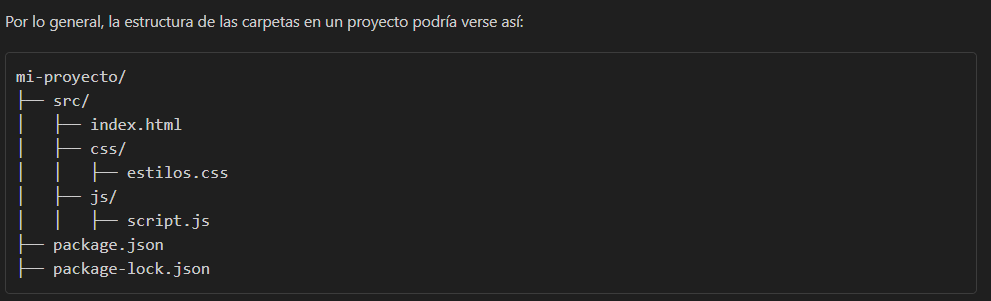 Por lo general, la estructura de las carpetas en un proyecto podría verse así:
mi-proyecto/
├── src/
│   ├── index.html
│   ├── css/
│   │   ├── estilos.css
│   ├── js/
│   │   ├── script.js
├── package.json
├── package-lock.json